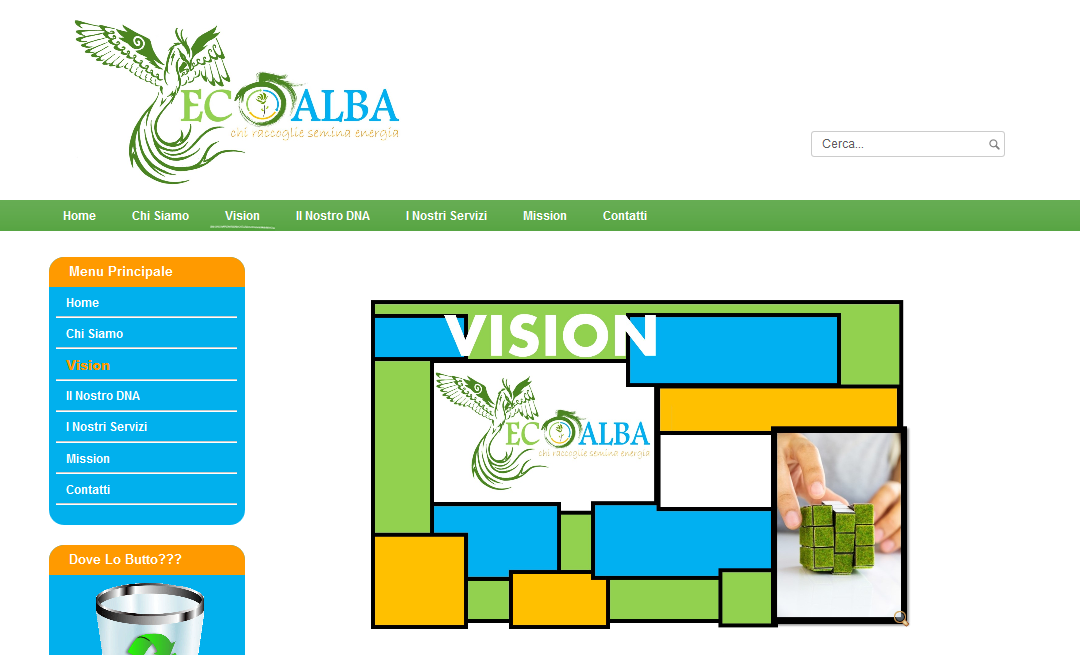 ECOALBA
chi raccoglie semina energia
Cerca...
Home Chi Siamo Vision Il Nostro DNA I Nostri Servizi Mission Contatti
Menu Principale
Home
Chi Siamo
Vision
Il Nostro DNA
I Nostri Servizi
Mission
Contatti
Dove Lo Butto???
VISION
ECOALBA
chi raccoglie semina energia